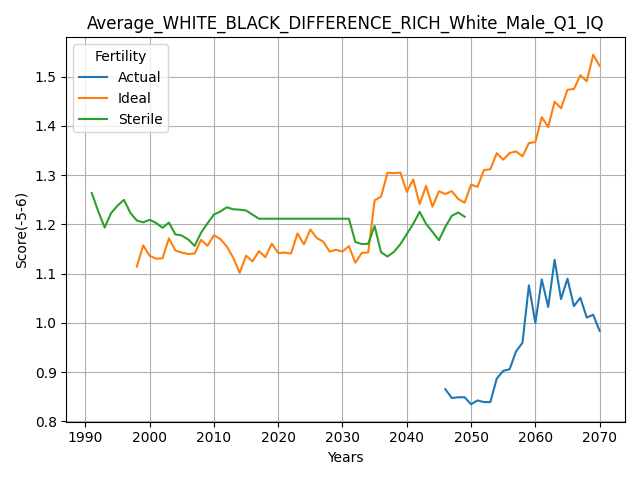 Average_WHITE_BLACK_DIFFERENCE_RICH_White_Male_Q1_IQ
Fertility
Actual
Ideal
Sterile
Score(-5-6)
1.5
1.4
1.3
1.2
1.1
1.0
0.9
0.8
1990 2000 2010 2020 2030 2040 2050 2060 2070
Years